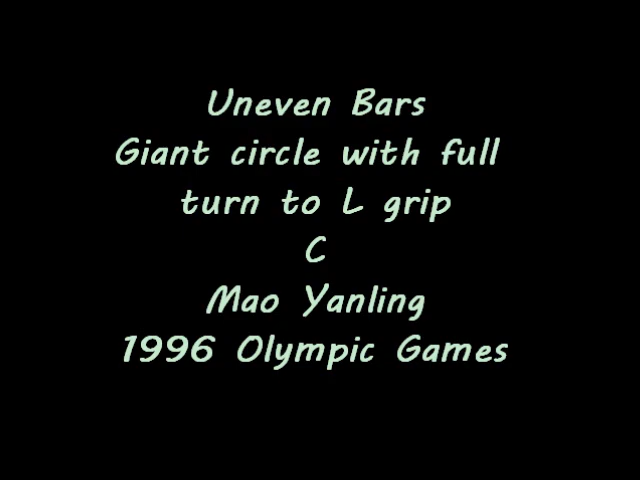 Uneven Bars
Giant circle with full
turn to L grip
C
Mao Yanling
1996 Olympic Games